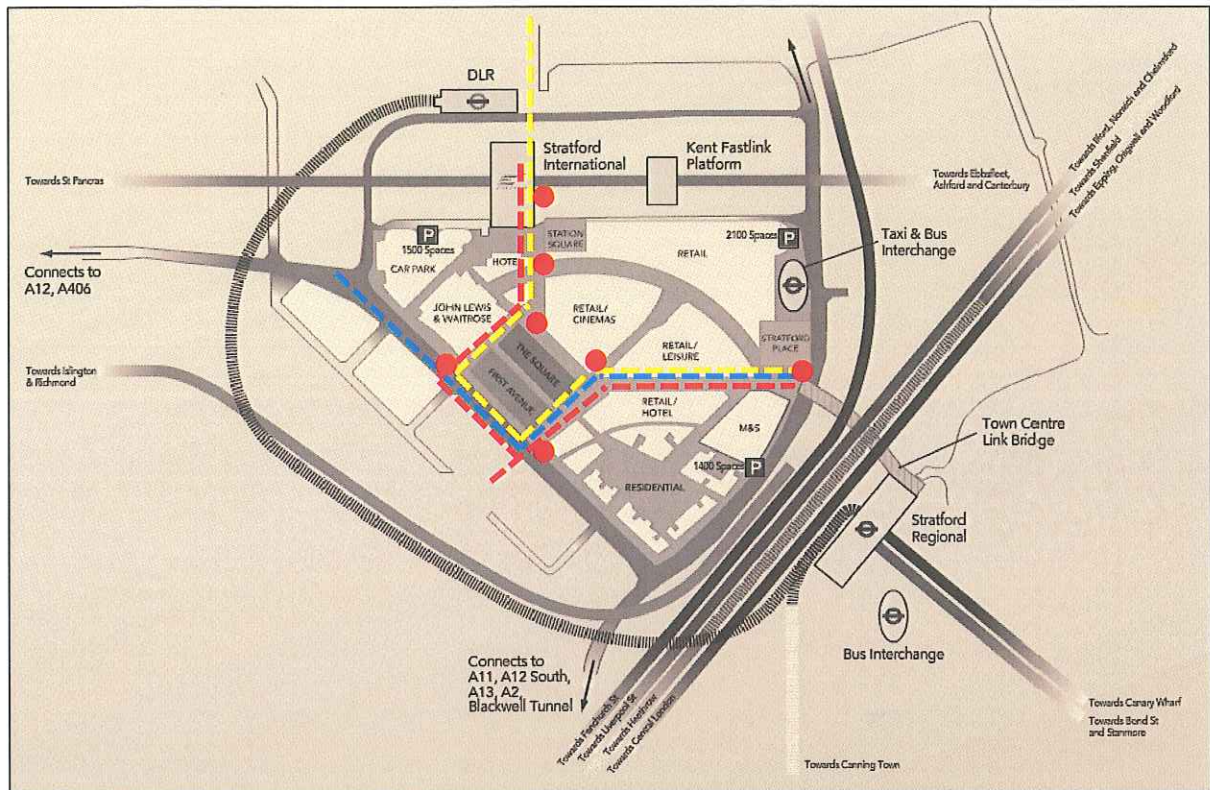 DLR
Stratford
International
Kent Fastlink
Platform
Towards St Pancras
Towards Ebbsfleet,
Ashford and Canterbury
Towards Ilford, Norwich and Chelmsford
Towards Shenfield
Towards Epping, Chigwell and Woodford
P
1500 Spaces
CAR PARK
HOTE
STATION
SQUARE
RETAIL
2100 Spaces
P
Taxi & Bus
Interchange
Connects to
A12, A406
JOHN LEWIS
& WAITROSE
RETAIL/
CINEMAS
THE SQUARE
FIRST AVENUE
RETAIL/
LEISURE
STRATFORD
PLACE
Towards Islington
& Richmond
RETAIL/
HOTEL
M&S
1400 Spaces
P
RESIDENTIAL
Town Centre
Link Bridge
Stratford
Regional
Bus Interchange
Connects to
A11, A12 South,
A13, A2,
Blackwell Tunnel
Towards Fenchurch St
Towards Liverpool St
Towards Heathrow
Towards Central London
Towards Canary Wharf
Towards Bond St
and Stanmore
Towards Canning Town